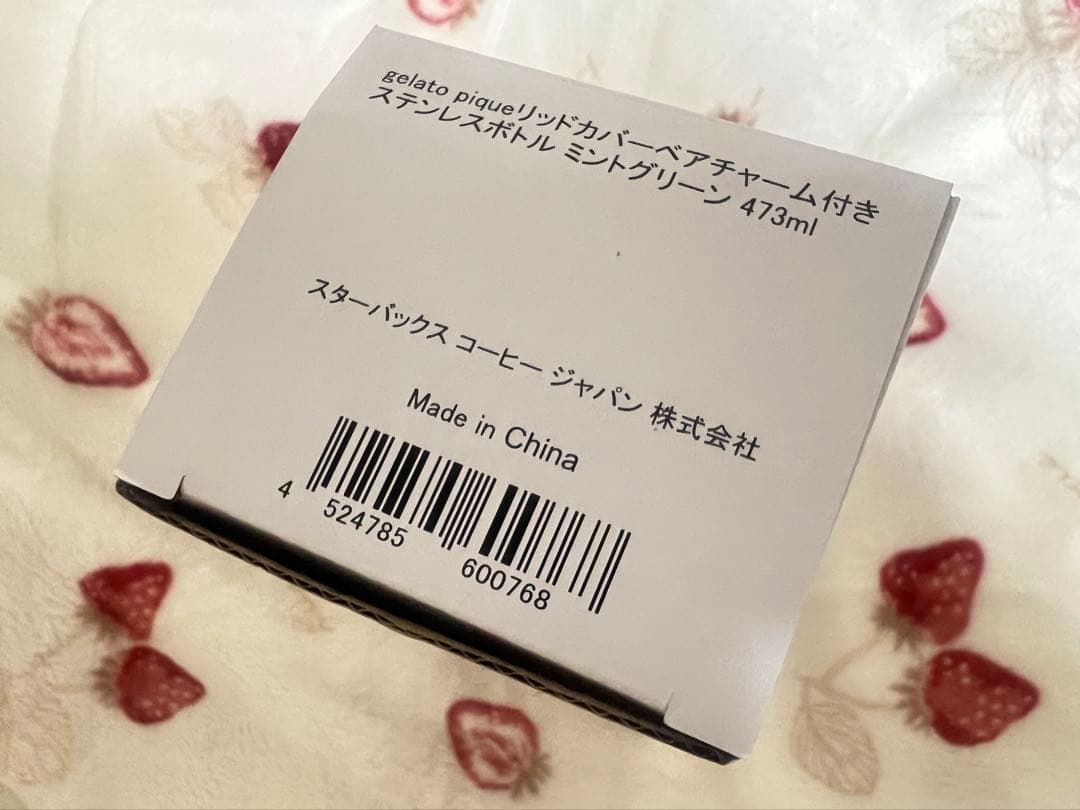 gelato piqueリッドカバーベアチャーム付き
ステンレスボトル ミントグリーン 473ml
スターバックス コーヒー ジャパン 株式会社
Made in China
4 524785 600768